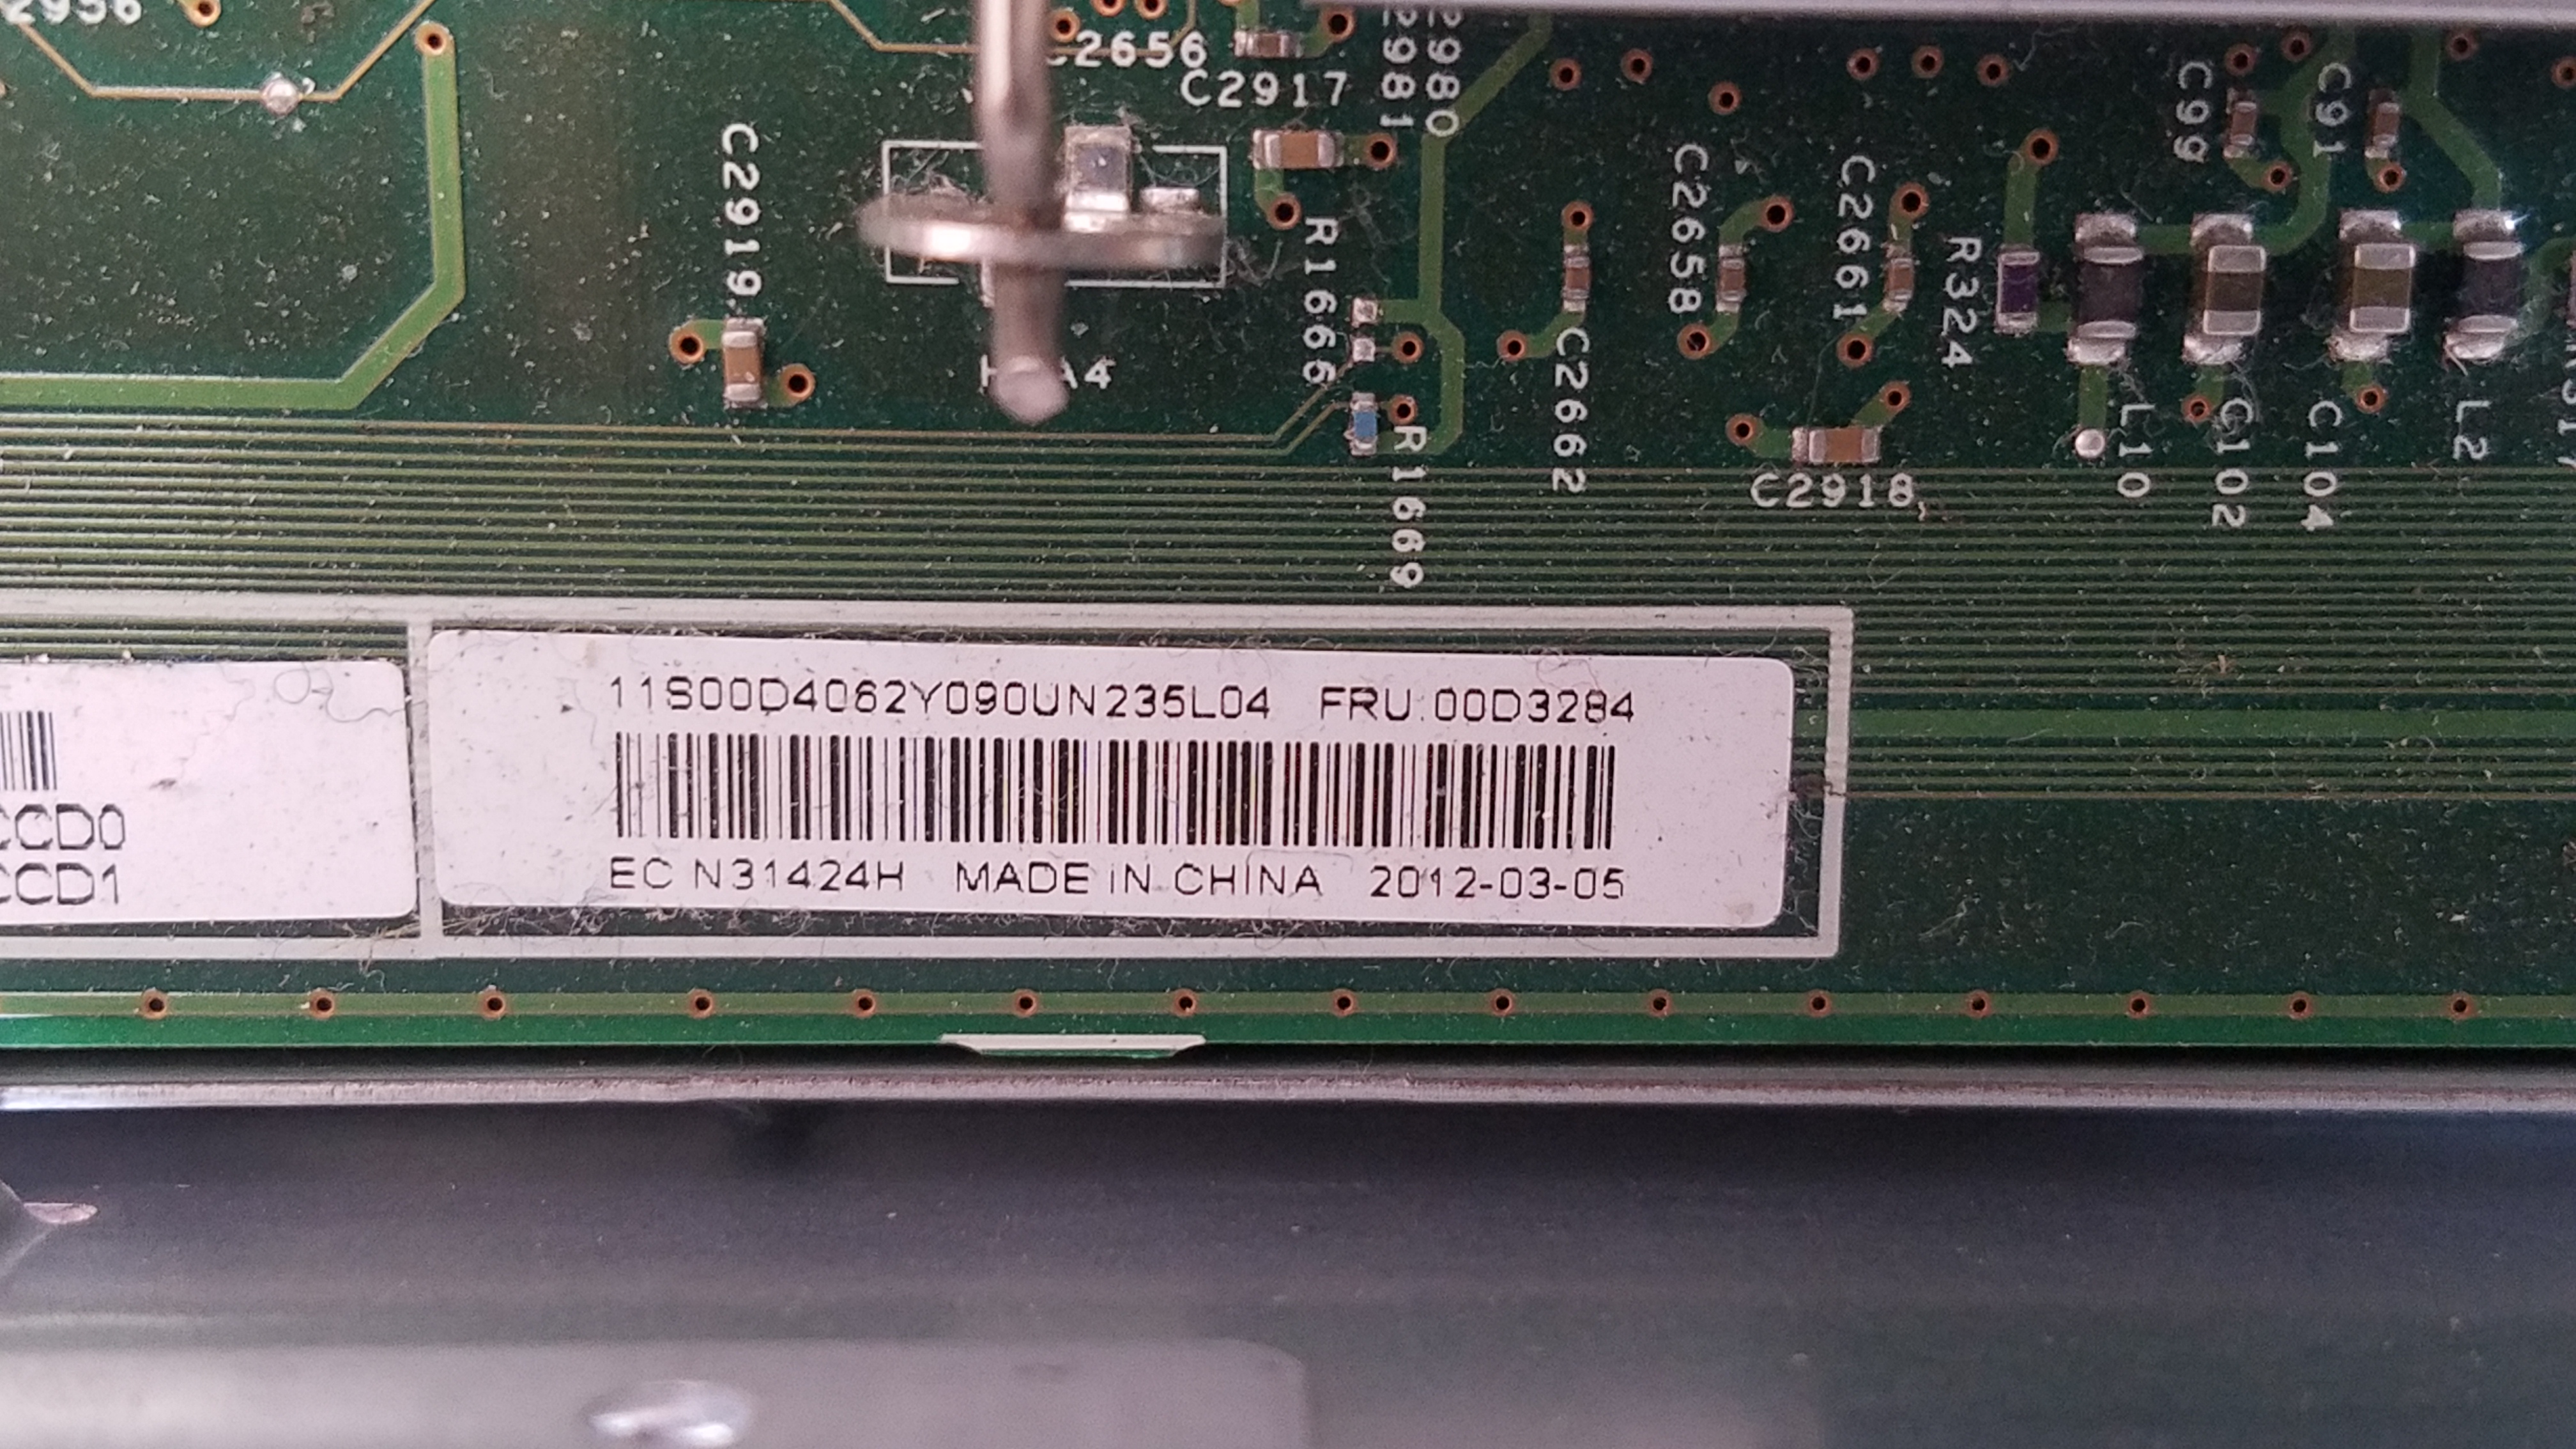 C2656
C2917
C2919
R1666
R1669
C2662
C2658
C2661
R324
C99
C91
C2918
L10
C102
C104
L2
11S00D4062Y090UN235L04 FRU:00D3284
EC N31424H MADE IN CHINA 2012-03-05
CCD0
CCD1